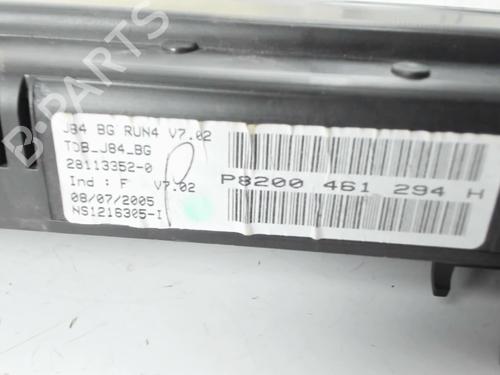 B-PARTS
J84 BG RUN4 V7.02
TDB_J84_BG
28113352-0
Ind : F V7.02
08/07/2005
NS1216305-I
P8200 461 294 H